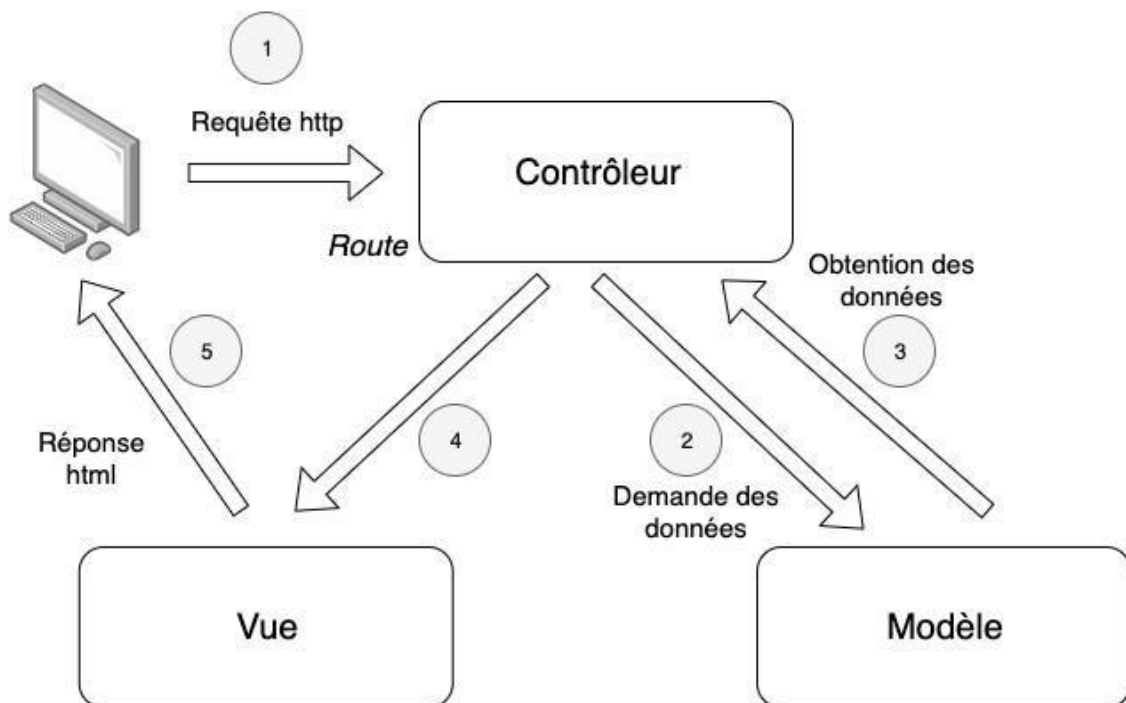 1
Requête http
Contrôleur
Route
Obtention des
données
3
5
4
2
Réponse
html
Demande des
données
Vue
Modèle